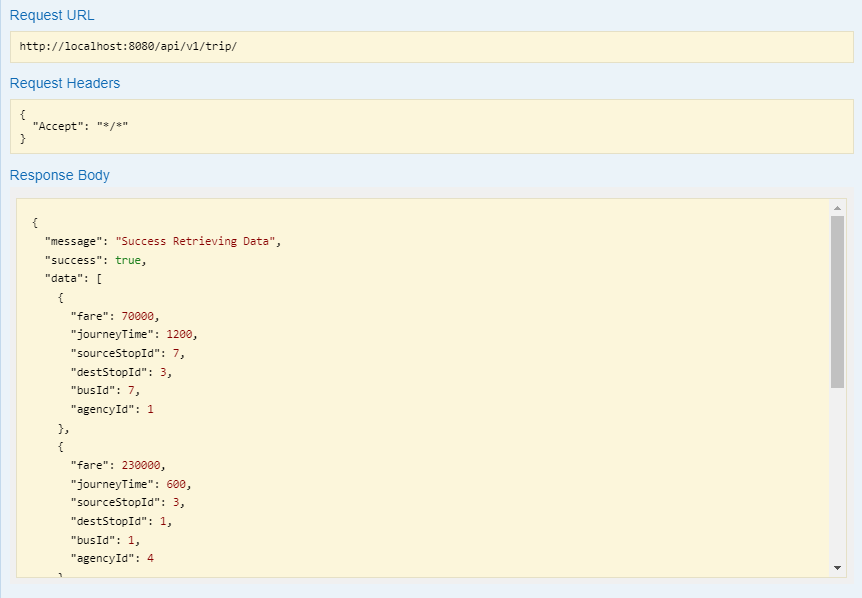 Request URL
http://localhost:8080/api/v1/trip/
Request Headers
{
  "Accept": "*/*"
}
Response Body
{
  "message": "Success Retrieving Data",
  "success": true,
  "data": [
    {
      "fare": 70000,
      "journeyTime": 1200,
      "sourceStopId": 7,
      "destStopId": 3,
      "busId": 7,
      "agencyId": 1
    },
    {
      "fare": 230000,
      "journeyTime": 600,
      "sourceStopId": 3,
      "destStopId": 1,
      "busId": 1,
      "agencyId": 4
    }